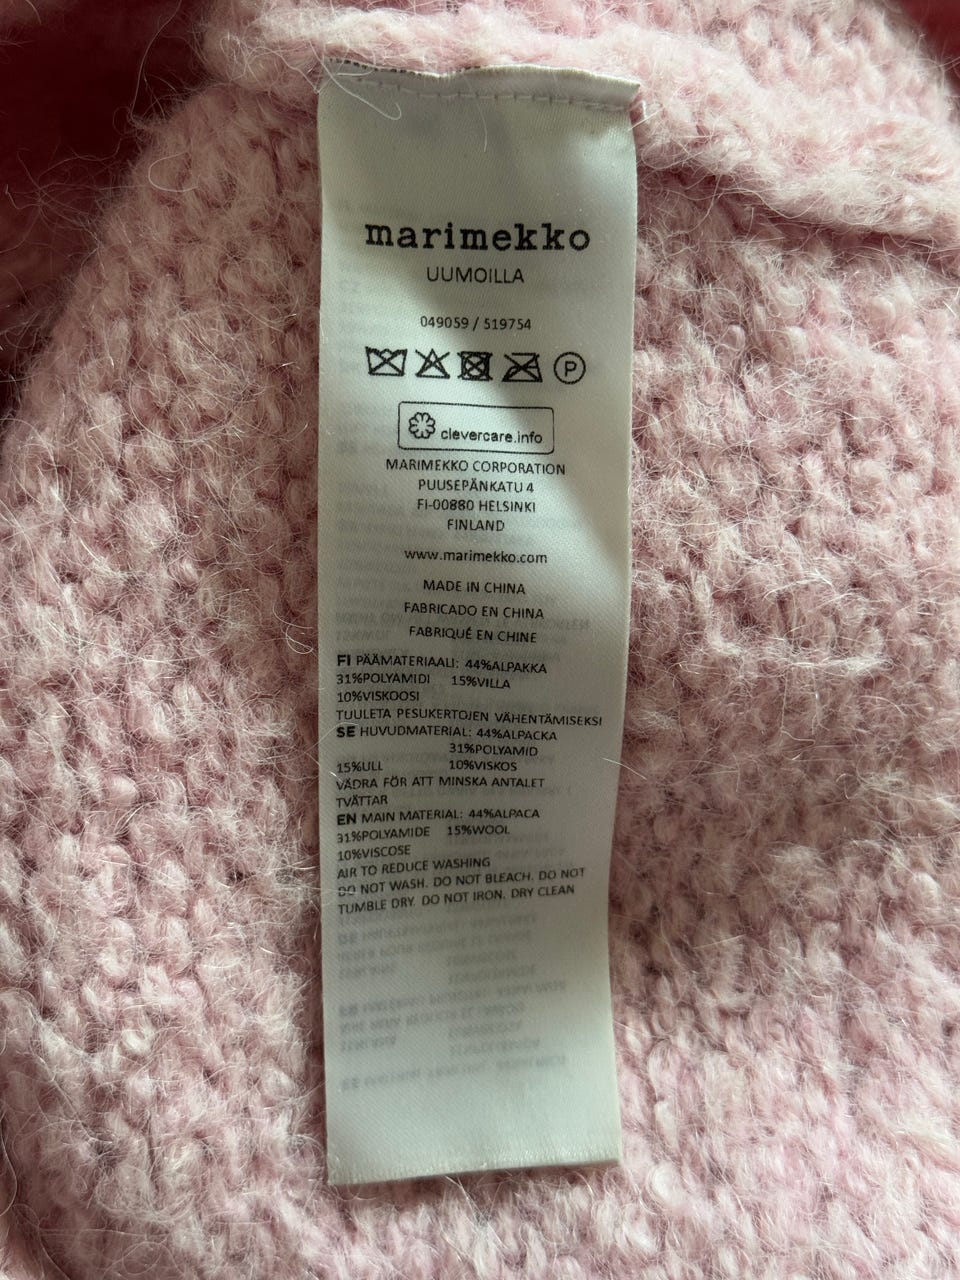 marimekko
UUMOILLA
049059 / 519754
P
clevercare.info
MARIMEKKO CORPORATION
PUUSEPÄNKATU 4
FI-00880 HELSINKI
FINLAND
www.marimekko.com
MADE IN CHINA
FABRICADO EN CHINA
FABRIQUÉ EN CHINE
FI PÄÄMATERIAALI: 44%ALPAKKA
31%POLYAMIDI 15%VILLA
10%VISKOOSI
TUULETA PESUKERTOJEN VÄHENTÄMISEKSI
SE HUVUDMATERIAL: 44%ALPACKA
31%POLYAMID
15%ULL 10%VISKOS
VÄDRA FÖR ATT MINSKA ANTALET
TVÄTTAR
EN MAIN MATERIAL: 44%ALPACA
31%POLYAMIDE 15%WOOL
10%VISCOSE
AIR TO REDUCE WASHING
DO NOT WASH. DO NOT BLEACH. DO NOT
TUMBLE DRY. DO NOT IRON. DRY CLEAN